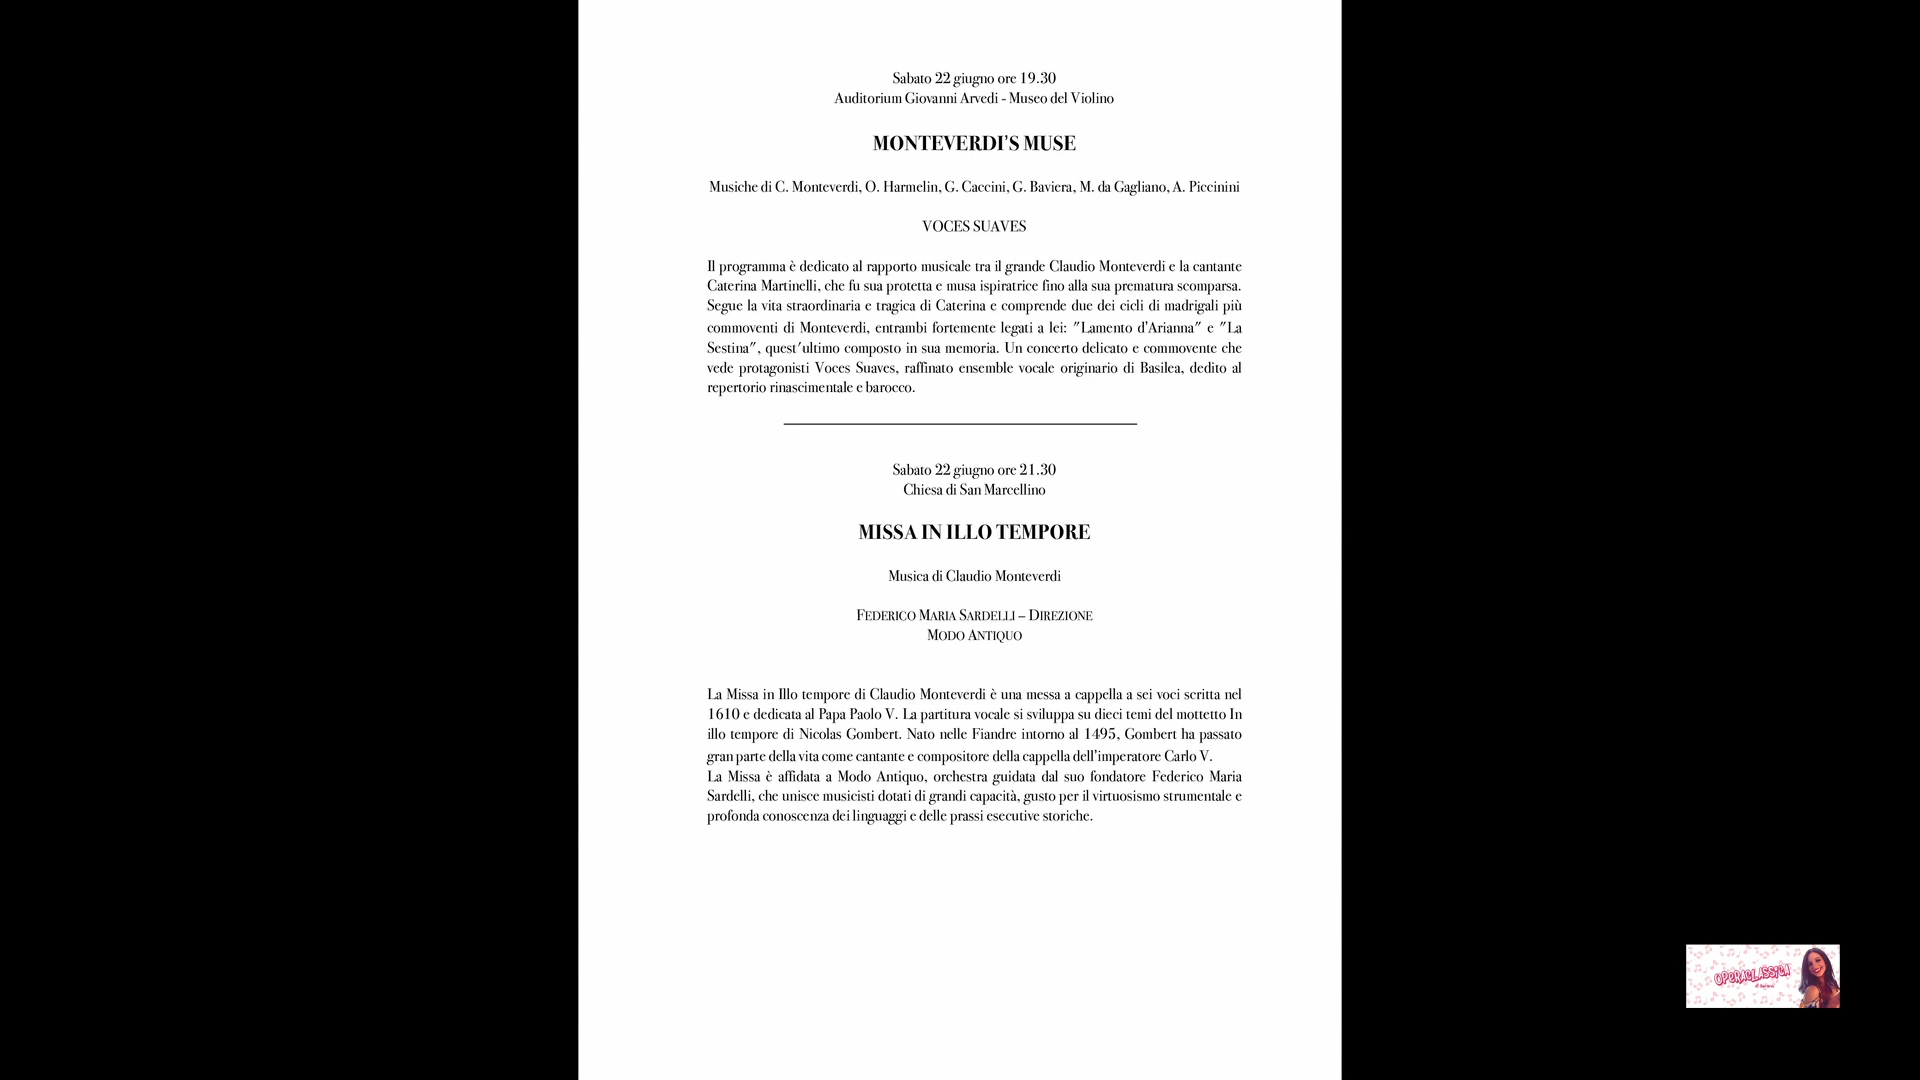 Sabato 22 giugno ore 19.30
Auditorium Giovanni Arvedi - Museo del Violino
MONTEVERDI'S MUSE
Musiche di C. Monteverdi, O. Harmelin, G. Caccini, G. Baviera, M. da Gagliano, A. Piccinini
VOCES SUAVES
Il programma è dedicato al rapporto musicale tra il grande Claudio Monteverdi e la cantante
Caterina Martinelli, che fu sua protetta e musa ispiratrice fino alla sua prematura scomparsa.
Segue la vita straordinaria e tragica di Caterina e comprende due dei cicli di madrigali più
commoventi di Monteverdi, entrambi fortemente legati a lei: "Lamento d'Arianna" e "La
Sestina", quest'ultimo composto in sua memoria. Un concerto delicato e commovente che
vede protagonisti Voces Suaves, raffinato ensemble vocale originario di Basilea, dedito al
repertorio rinascimentale e barocco.
Sabato 22 giugno ore 21.30
Chiesa di San Marcellino
MISSA IN ILLO TEMPORE
Musica di Claudio Monteverdi
FEDERICO MARIA SARDELLI – DIREZIONE
MODO ANTIQUO
La Missa in Illo tempore di Claudio Monteverdi è una messa a cappella a sei voci scritta nel
1610 e dedicata al Papa Paolo V. La partitura vocale si sviluppa su dieci temi del mottetto In
illo tempore di Nicolas Gombert. Nato nelle Fiandre intorno al 1495, Gombert ha passato
gran parte della vita come cantante e compositore della cappella dell'imperatore Carlo V.
La Missa è affidata a Modo Antiquo, orchestra guidata dal suo fondatore Federico Maria
Sardelli, che unisce musicisti dotati di grandi capacità, gusto per il virtuosismo strumentale e
profonda conoscenza dei linguaggi e delle prassi esecutive storiche.
OPERACLASSICA